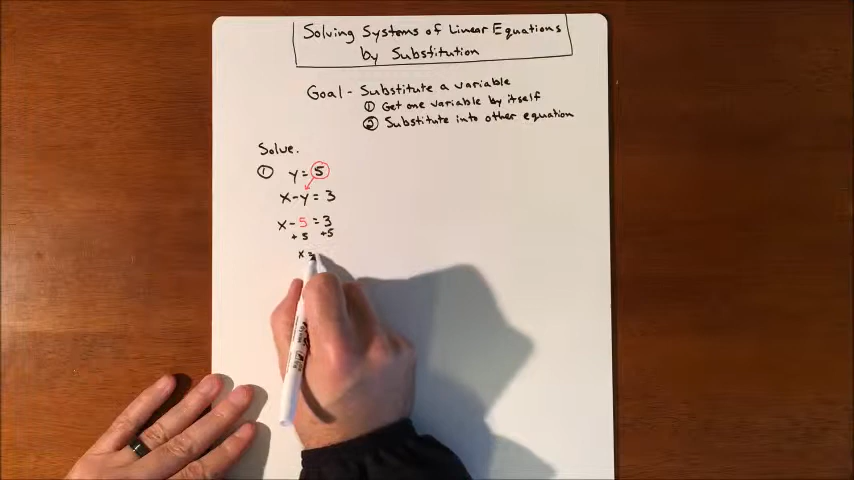 Solving Systems of Linear Equations
by Substitution
Goal - Substitute a variable
① Get one variable by itself
② Substitute into other equation
Solve.
① y = 5
x - y = 3
x - 5 = 3
+ 5 +5
x =